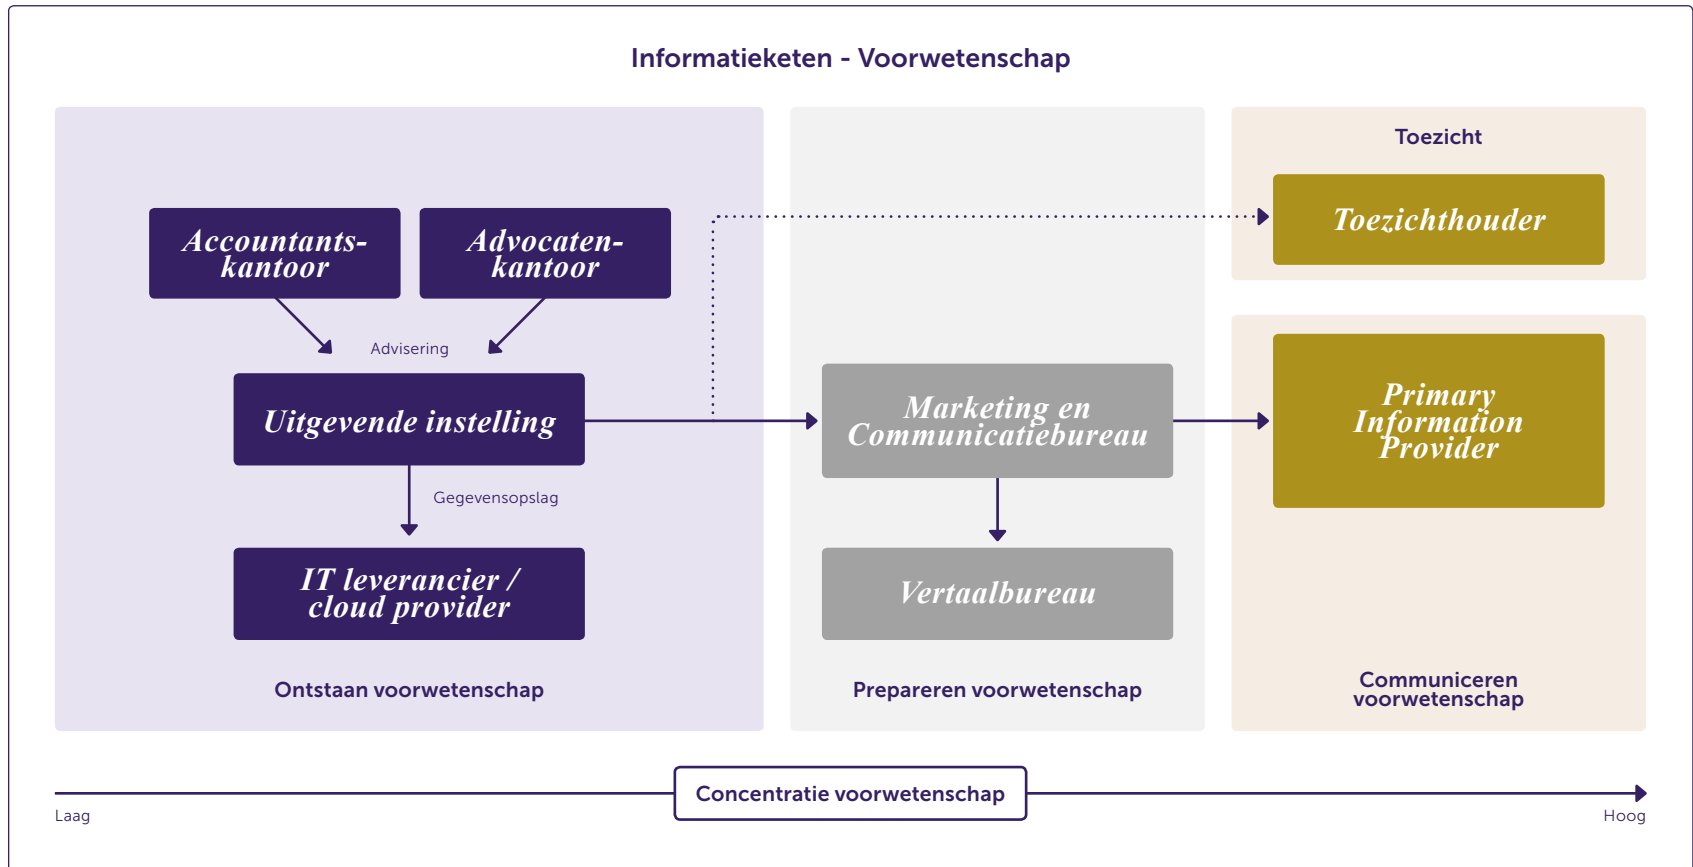 Informatieketen - Voorwetenschap
Accountants-
kantoor
Advocaten-
kantoor
Advisering
Uitgevende instelling
Gegevensopslag
IT leverancier /
cloud provider
Ontstaan voorwetenschap
Marketing en
Communicatiebureau
Vertaalbureau
Prepareren voorwetenschap
Toezicht
Toezichthouder
Primary
Information
Provider
Communiceren
voorwetenschap
Concentratie voorwetenschap
Laag
Hoog